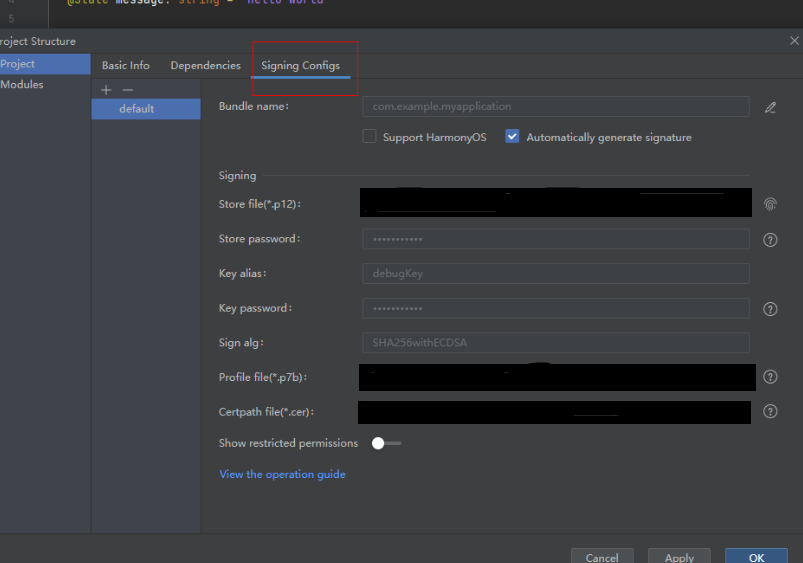 4 @State message: string = 'Hello World'
5
roject Structure
Project
Modules
Basic Info Dependencies Signing Configs
default
Bundle name: com.example.myapplication
Support HarmonyOS Automatically generate signature
Signing
Store file(*.p12):
Store password: •••••••••••
Key alias: debugKey
Key password: •••••••••••
Sign alg: SHA256withECDSA
Profile file(*.p7b):
Certpath file(*.cer):
Show restricted permissions
View the operation guide
Cancel Apply OK